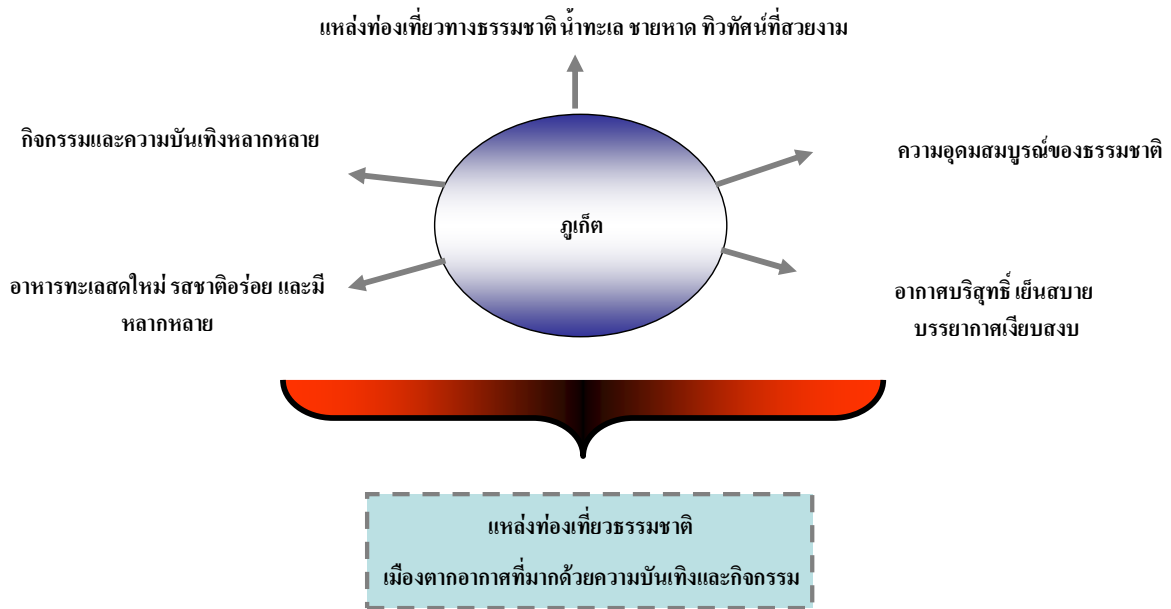 แหล่งท่องเที่ยวทางธรรมชาติ น้ำทะเล ชายหาด ทิวทัศน์ที่สวยงาม
กิจกรรมและความบันเทิงหลากหลาย
ความอุดมสมบูรณ์ของธรรมชาติ
ภูเก็ต
อาหารทะเลสดใหม่ รสชาติอร่อย และมี
หลากหลาย
อากาศบริสุทธิ์ เย็นสบาย
บรรยากาศเงียบสงบ
แหล่งท่องเที่ยวธรรมชาติ
เมืองตากอากาศที่มากด้วยความบันเทิงและกิจกรรม